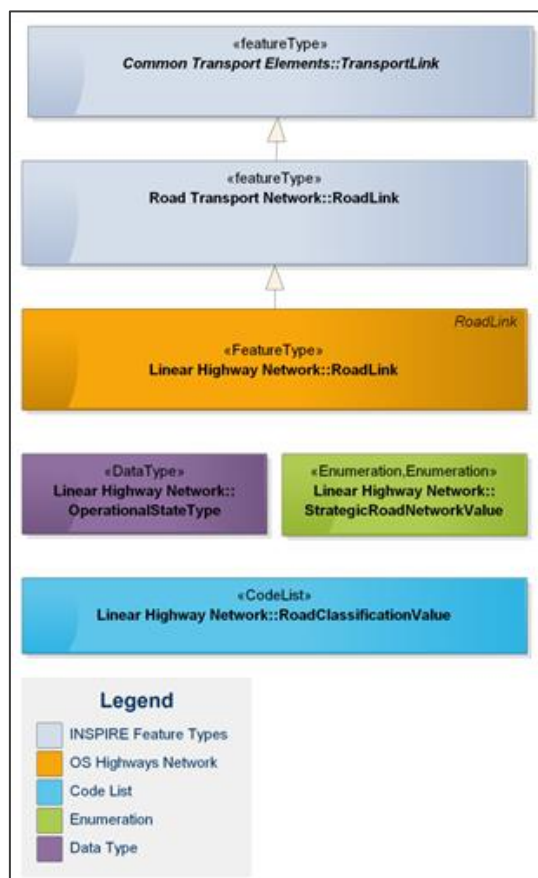 «featureType»
Common Transport Elements::TransportLink
«featureType»
Road Transport Network::RoadLink
RoadLink
«FeatureType»
Linear Highway Network::RoadLink
«DataType»
Linear Highway Network::
OperationalStateType
«Enumeration,Enumeration»
Linear Highway Network::
StrategicRoadNetworkValue
«CodeList»
Linear Highway Network::RoadClassificationValue
Legend
INSPIRE Feature Types
OS Highways Network
Code List
Enumeration
Data Type